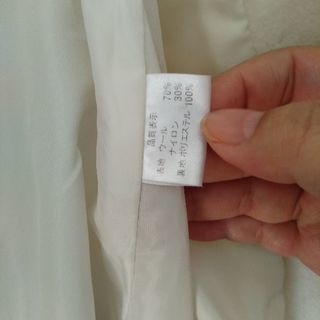 品質表示
表地 ウール 70%
ナイロン 30%
裏地 ポリエステル 100%